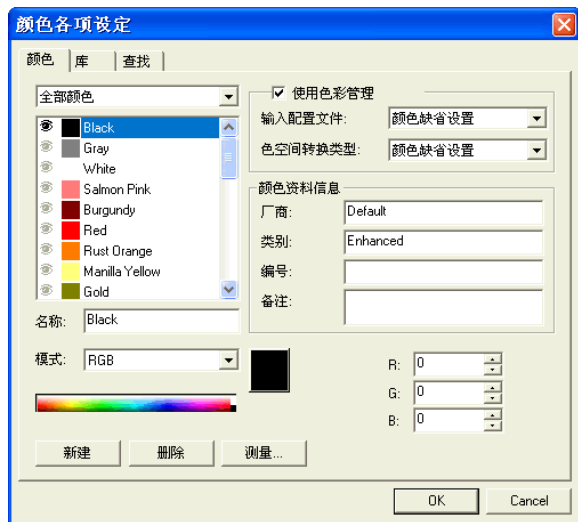 颜色各项设定
颜色
库
查找
全部颜色
Black
Gray
White
Salmon Pink
Burgundy
Red
Rust Orange
Manilla Yellow
Gold
名称: Black
模式: RGB
使用色彩管理
输入配置文件: 颜色缺省设置
色空间转换类型: 颜色缺省设置
颜色资料信息
厂商: Default
类别: Enhanced
编号:
备注:
R: 0
G: 0
B: 0
新建
删除
测量...
OK
Cancel